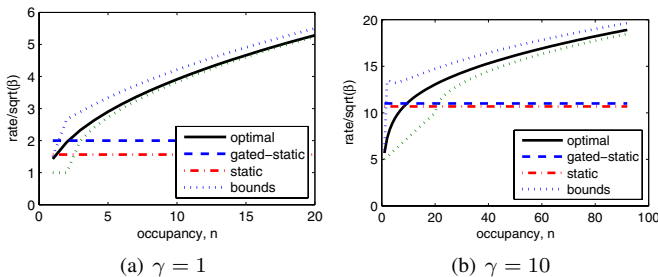 6
5
4
3
2
1
0
rate/sqrt(β)
0 5 10 15 20
occupancy, n
optimal
gated−static
static
bounds
(a) γ = 1
20
15
10
5
0
rate/sqrt(β)
0 20 40 60 80 100
occupancy, n
optimal
gated−static
static
bounds
(b) γ = 10